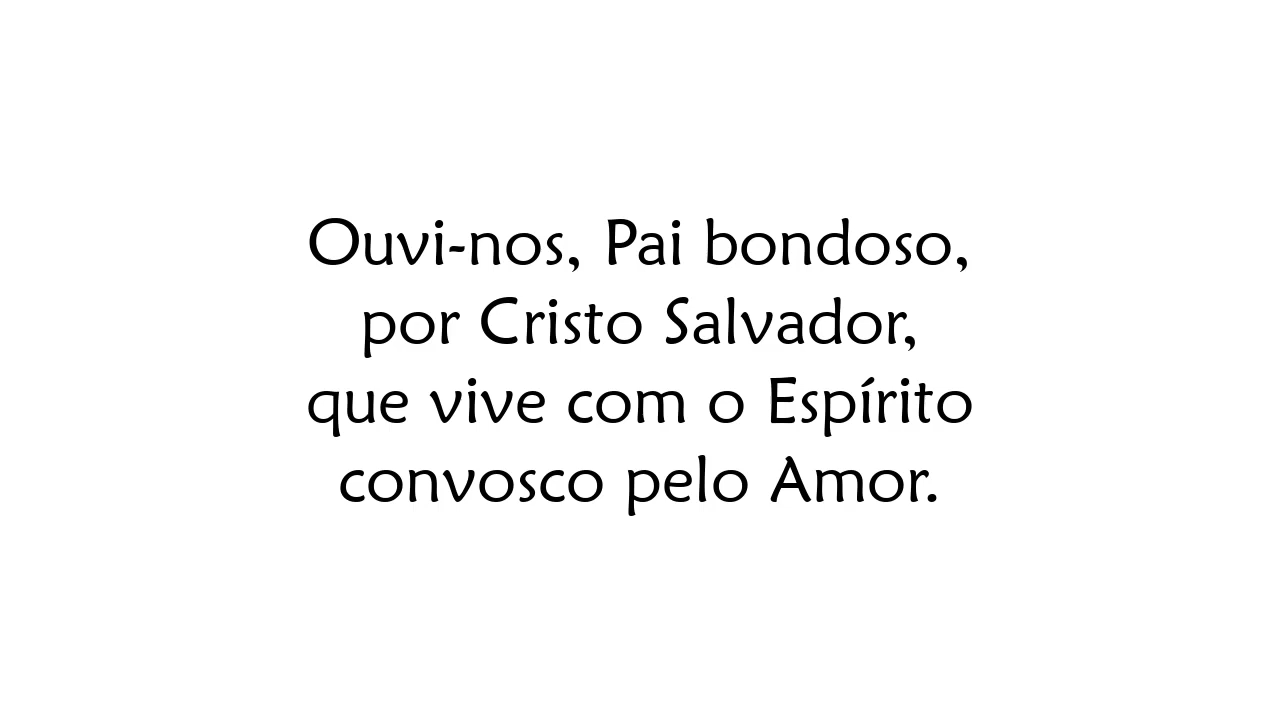 Ouvi-nos, Pai bondoso,
por Cristo Salvador,
que vive com o Espírito
convosco pelo Amor.